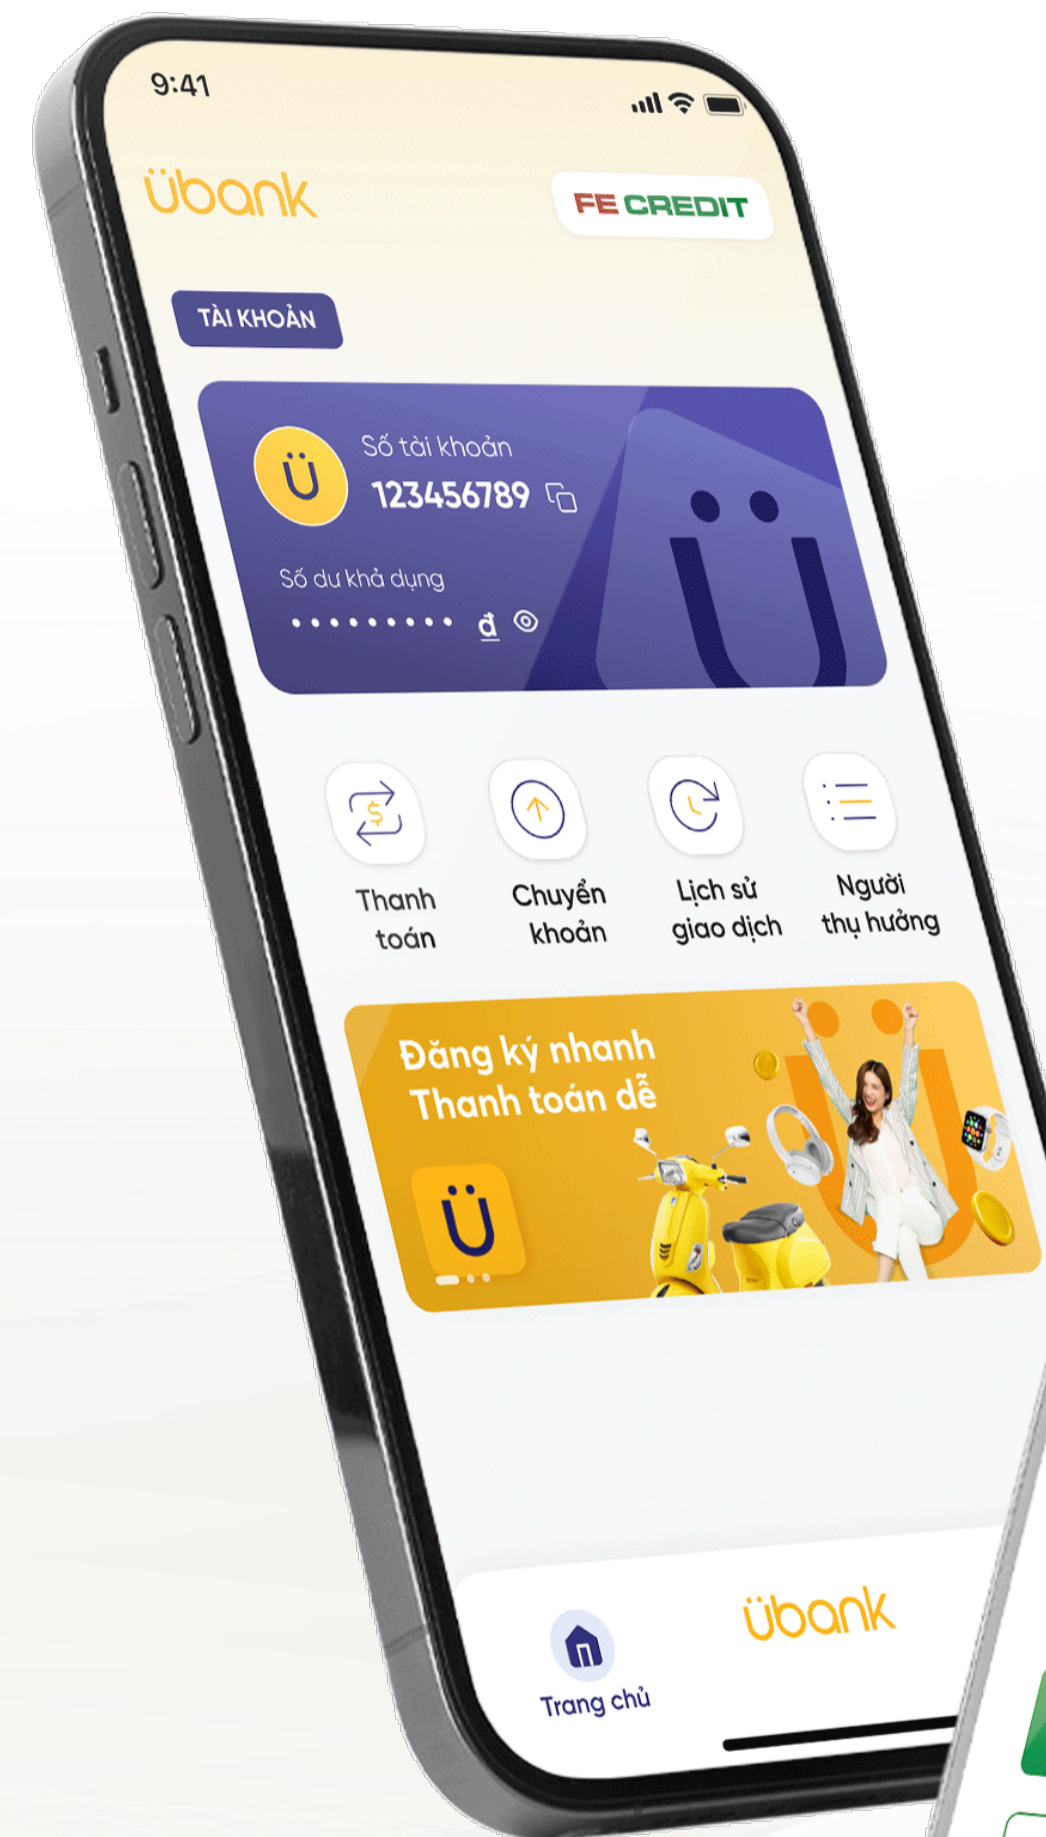 9:41
übank
FE CREDIT
TÀI KHOẢN
Ü
Số tài khoản
123456789
Số dư khả dụng
• • • • • • • • • đ
Ü
Thanh toán
Chuyển khoản
Lịch sử giao dịch
Người thụ hưởng
Đăng ký nhanh
Thanh toán dễ
Ü
übank
Trang chủ